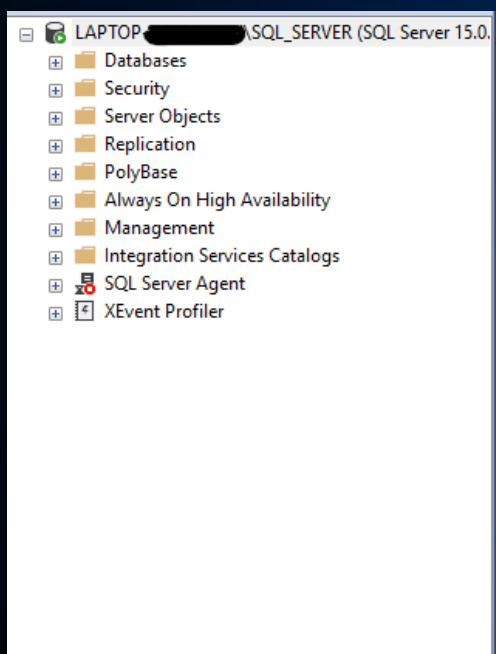 LAPTOP- \SQL_SERVER (SQL Server 15.0.
Databases
Security
Server Objects
Replication
PolyBase
Always On High Availability
Management
Integration Services Catalogs
SQL Server Agent
XEvent Profiler